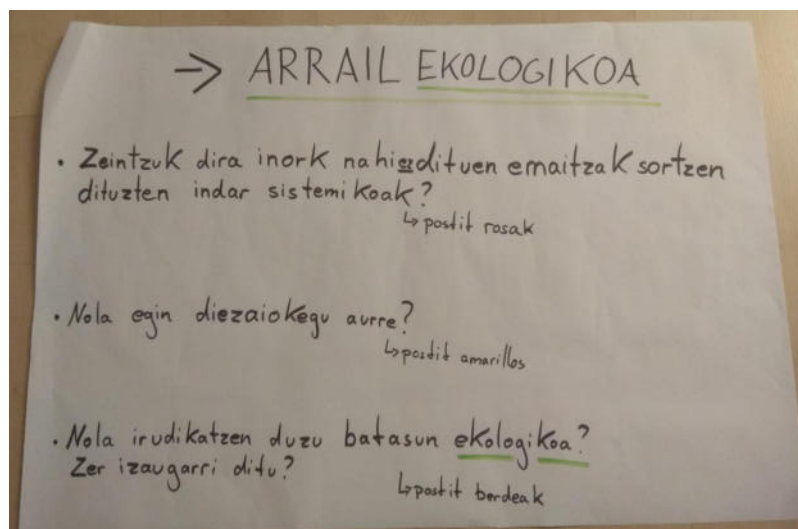 → ARRAIL EKOLOGIKOA
• Zeintzuk dira inork nahi ez dituen emaitzak sortzen
dituzten indar sistemikoak?
↳ postit rosak
• Nola egin diezaiokegu aurre?
↳ postit amarillos
• Nola irudikatzen duzu batasun ekologikoa?
Zer izaugarri ditu?
↳ postit berdeak